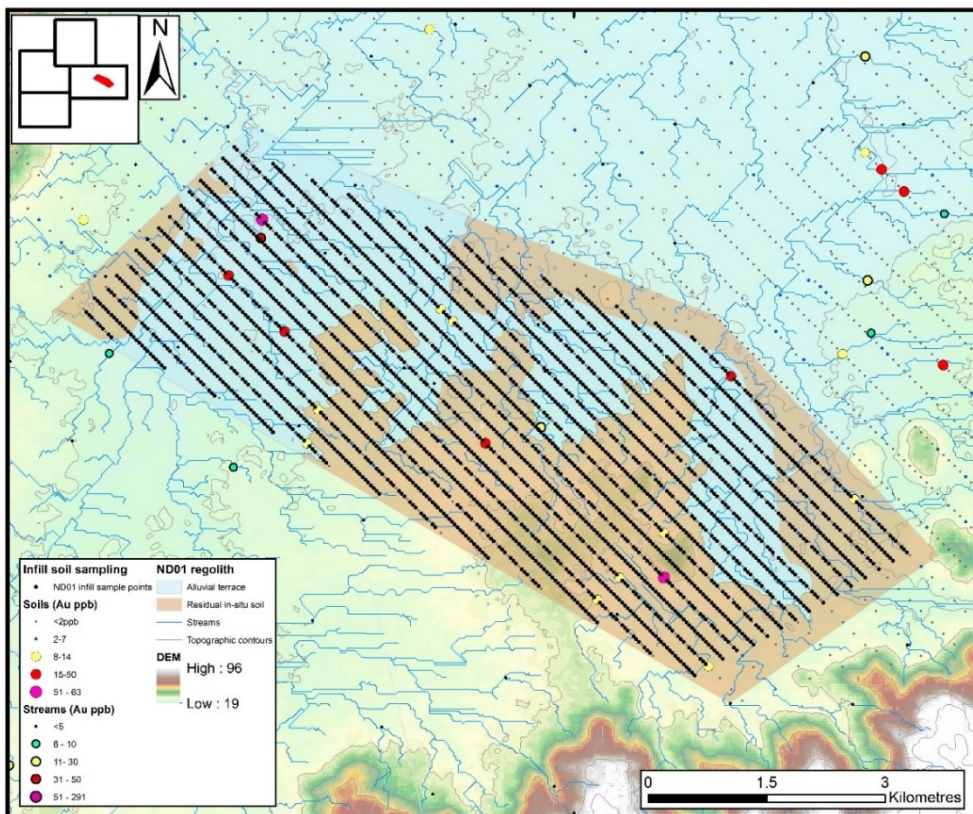 N
Infill soil sampling
ND01 infill sample points
Soils (Au ppb)
<2ppb
2-7
8-14
15-50
51 - 63
Streams (Au ppb)
<5
6 - 10
11 - 30
31 - 50
51 - 291
ND01 regolith
Alluvial terrace
Residual in-situ soil
Streams
Topographic contours
DEM
High : 96
Low : 19
0 1.5 3
Kilometres